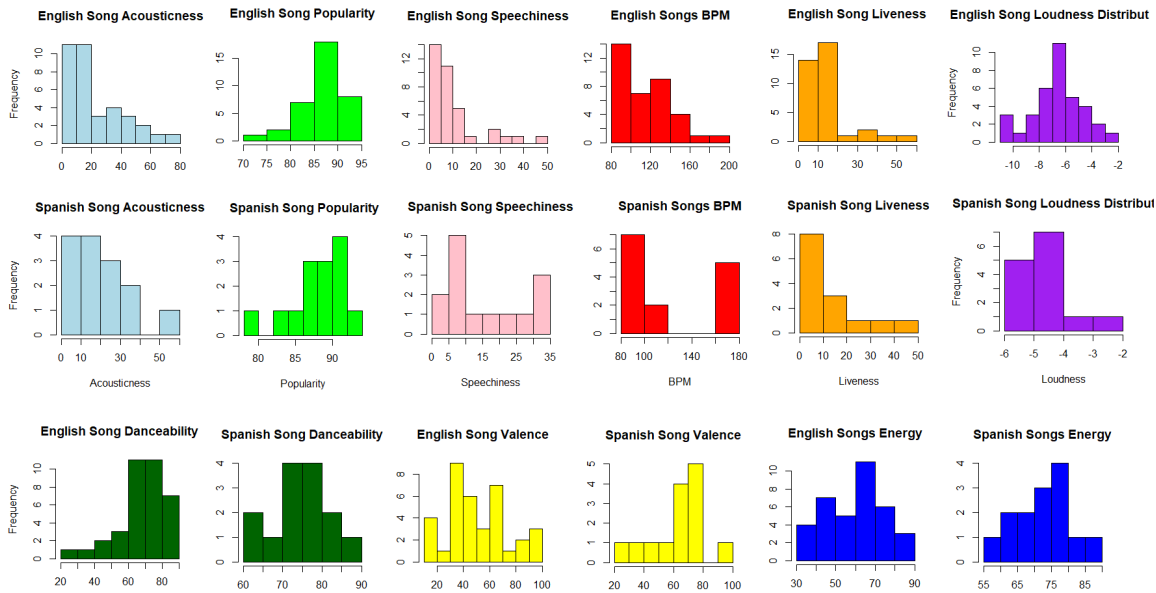 English Song Acousticness
English Song Popularity
English Song Speechiness
English Songs BPM
English Song Liveness
English Song Loudness Distribut
Frequency
0 2 4 6 8 10
0 20 40 60 80
0 5 10 15
70 75 80 85 90 95
0 4 8 12
0 10 20 30 40 50
0 4 8 12
80 120 160 200
0 5 10 15
0 10 30 50
Frequency
0 2 4 6 8 10
-10 -8 -6 -4 -2
Spanish Song Acousticness
Spanish Song Popularity
Spanish Song Speechiness
Spanish Songs BPM
Spanish Song Liveness
Spanish Song Loudness Distribut
Frequency
0 1 2 3 4
0 10 30 50
Acousticness
0 1 2 3 4
80 85 90
Popularity
0 1 2 3 4 5
0 5 15 25 35
Speechiness
0 2 4 6
80 100 140 180
BPM
0 2 4 6 8
0 10 20 30 40 50
Liveness
Frequency
0 2 4 6
-6 -5 -4 -3 -2
Loudness
English Song Danceability
Spanish Song Danceability
English Song Valence
Spanish Song Valence
English Songs Energy
Spanish Songs Energy
Frequency
0 2 4 6 8 10
20 40 60 80
0 1 2 3 4
60 70 80 90
0 2 4 6 8
20 40 60 80 100
0 1 2 3 4 5
20 40 60 80 100
0 2 4 6 8 10
30 50 70 90
0 1 2 3 4
55 65 75 85